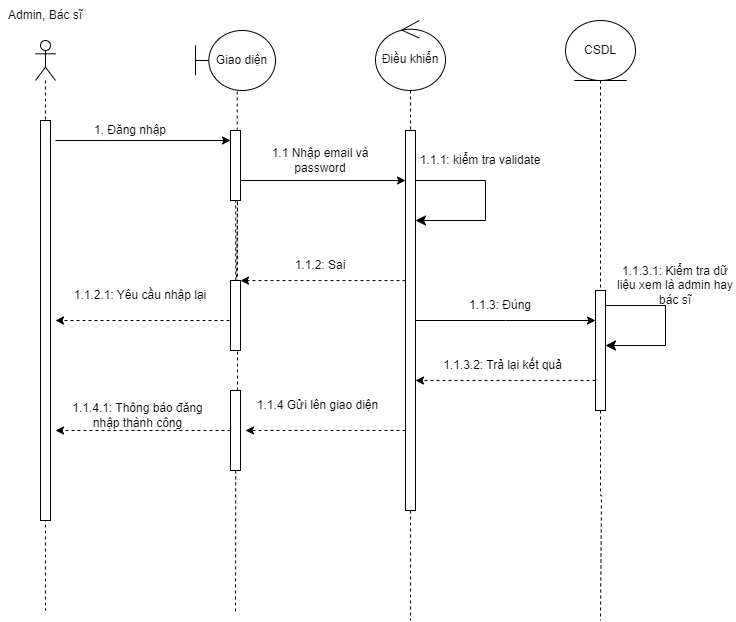 Admin, Bác sĩ
Giao diện
Điều khiển
CSDL
1. Đăng nhập
1.1 Nhập email và
password
1.1.1: kiểm tra validate
1.1.2: Sai
1.1.2.1: Yêu cầu nhập lại
1.1.3: Đúng
1.1.3.1: Kiểm tra dữ
liệu xem là admin hay
bác sĩ
1.1.3.2: Trả lại kết quả
1.1.4 Gửi lên giao diện
1.1.4.1: Thông báo đăng
nhập thành công